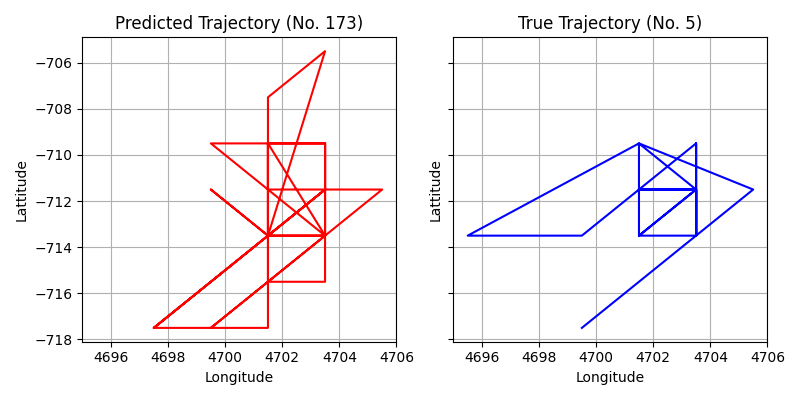 Predicted Trajectory (No. 173)
True Trajectory (No. 5)
−706
−708
−710
−712
−714
−716
−718
Lattitude
Lattitude
4696 4698 4700 4702 4704 4706
4696 4698 4700 4702 4704 4706
Longitude
Longitude